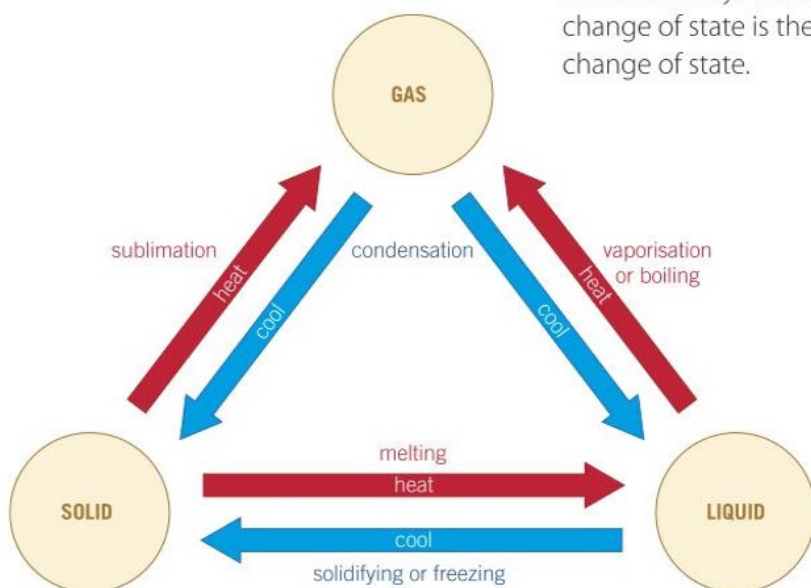 change of state is the
change of state.
GAS
sublimation
condensation
vaporisation
or boiling
heat
cool
cool
heat
melting
heat
SOLID
LIQUID
cool
solidifying or freezing